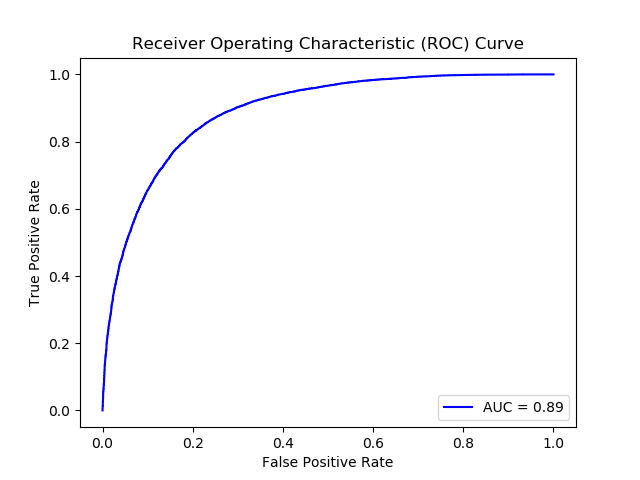 Receiver Operating Characteristic (ROC) Curve
1.0
0.8
0.6
0.4
0.2
0.0
True Positive Rate
AUC = 0.89
0.0 0.2 0.4 0.6 0.8 1.0
False Positive Rate